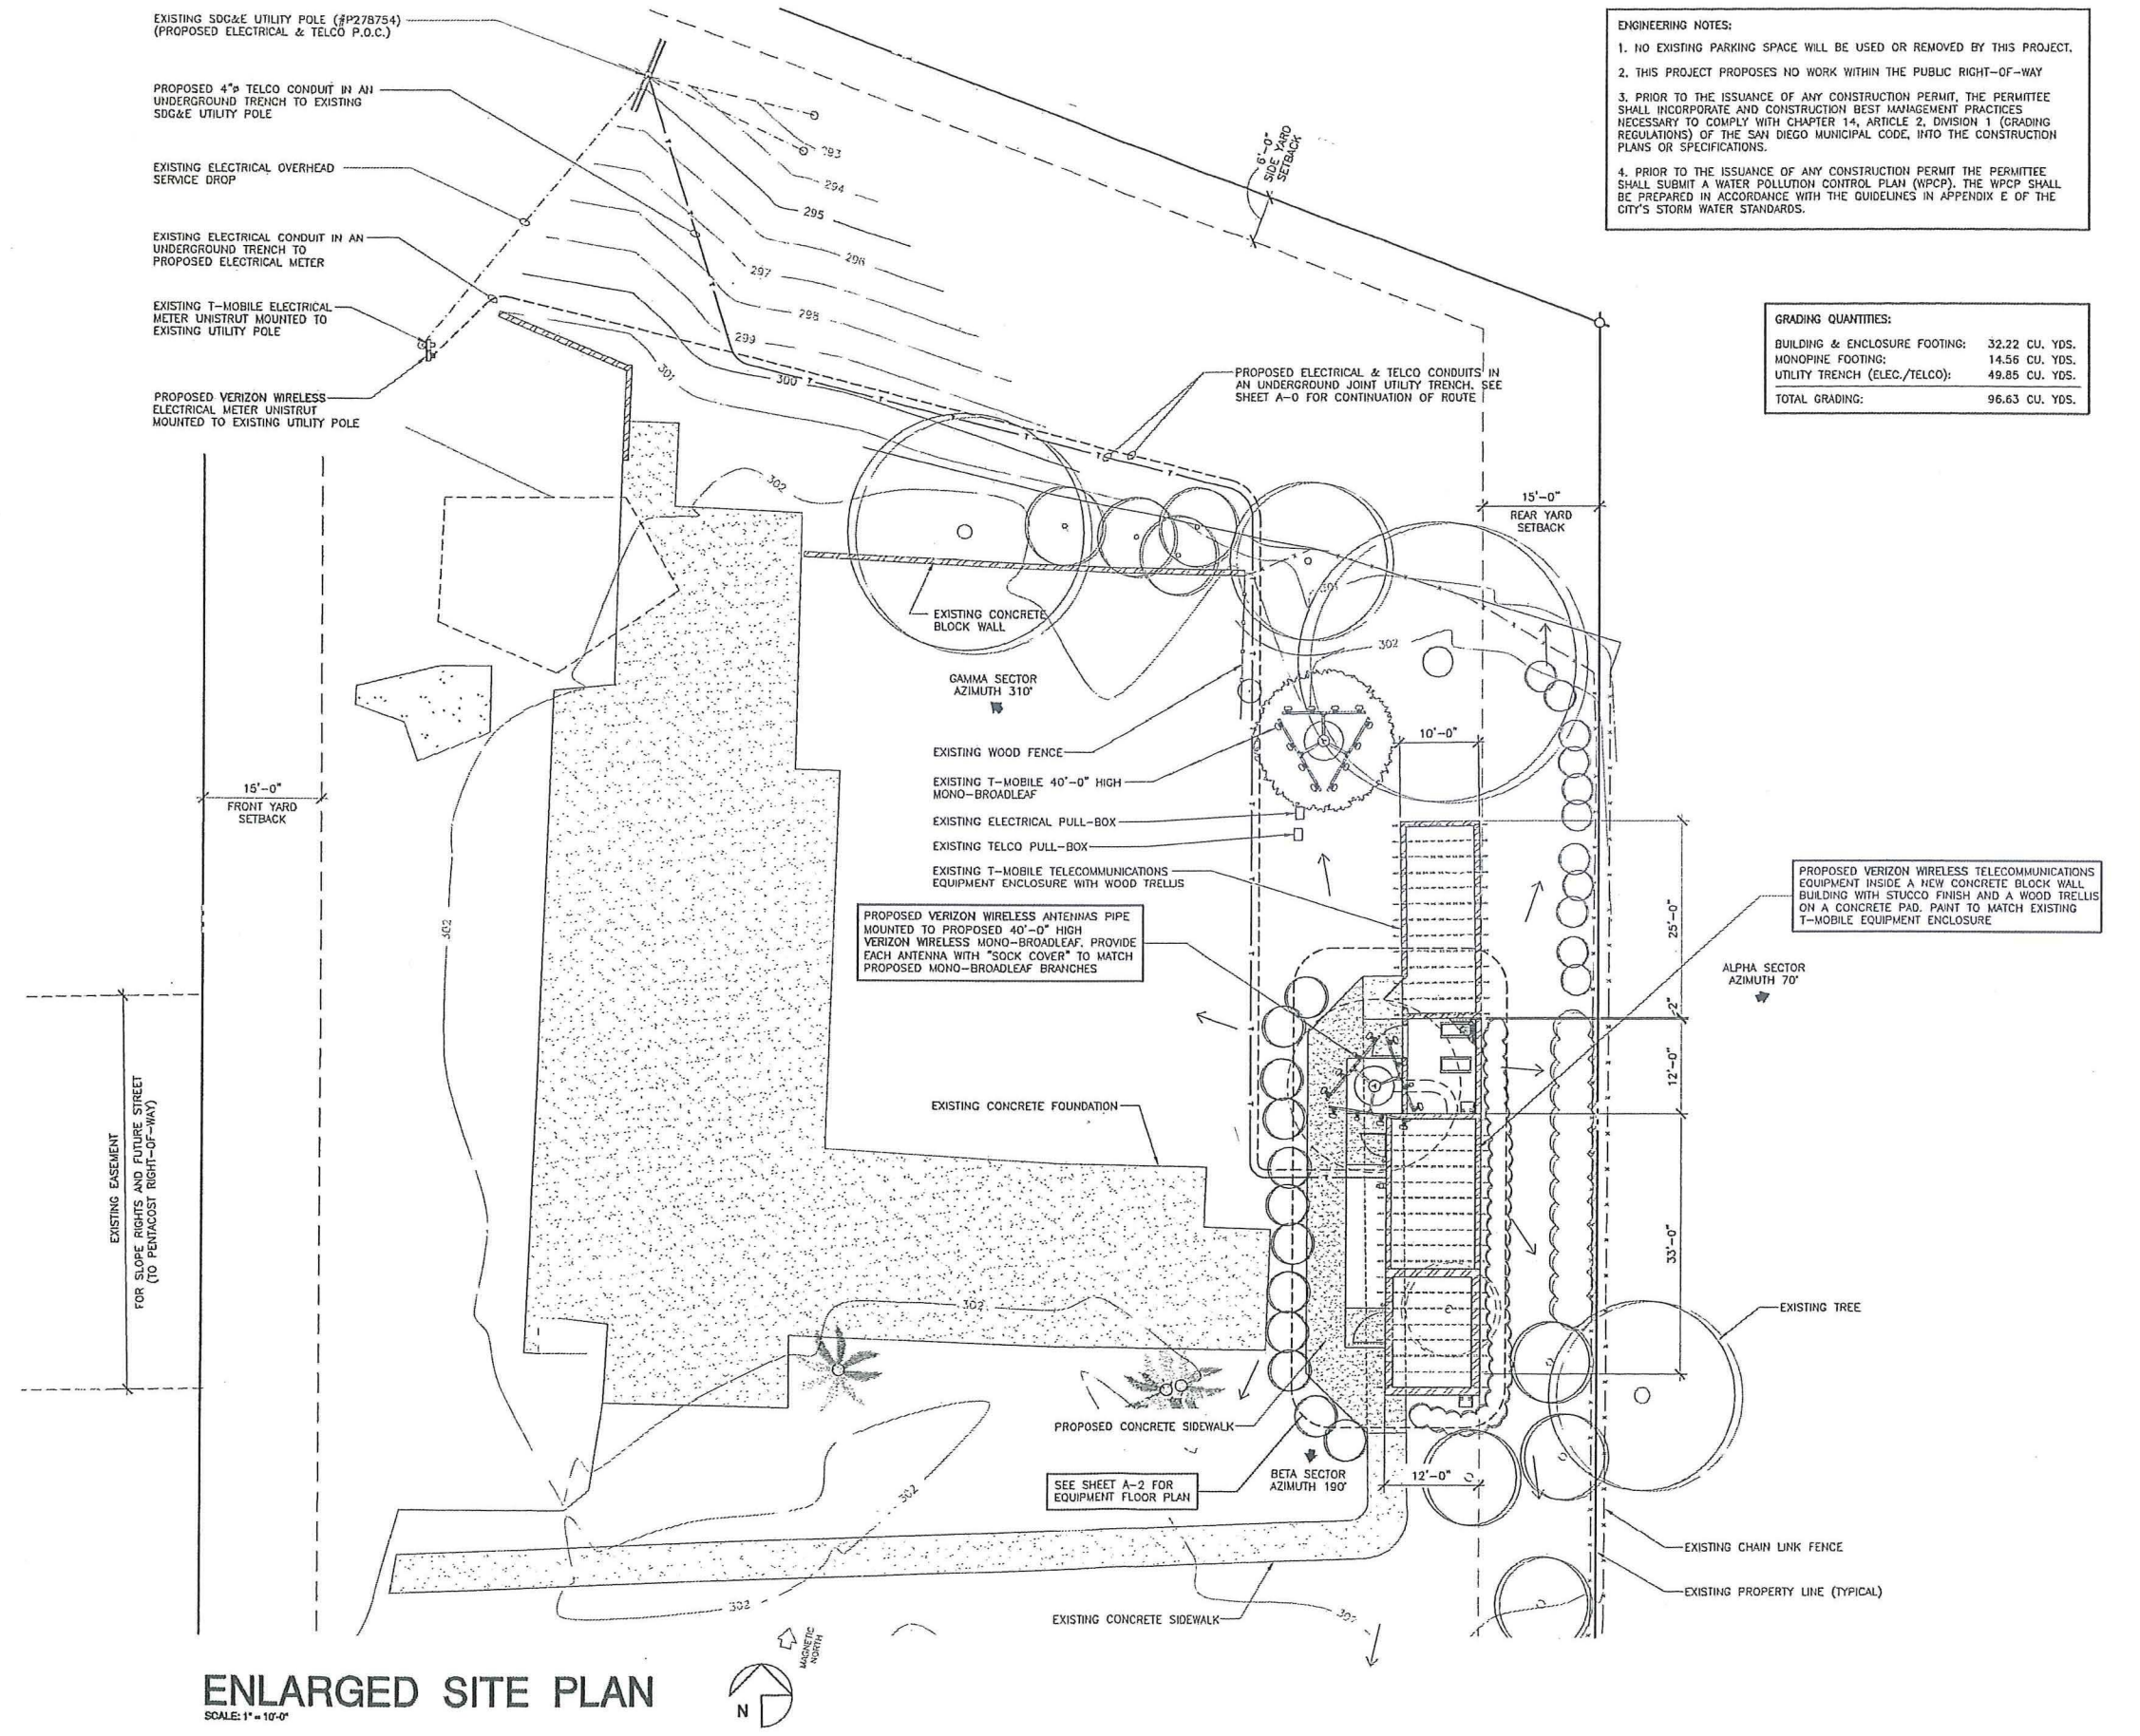 EXISTING SDG&E UTILITY POLE (#P278754)
(PROPOSED ELECTRICAL & TELCO P.O.C.)
PROPOSED 4"ø TELCO CONDUIT IN AN
UNDERGROUND TRENCH TO EXISTING
SDG&E UTILITY POLE
EXISTING ELECTRICAL OVERHEAD
SERVICE DROP
EXISTING ELECTRICAL CONDUIT IN AN
UNDERGROUND TRENCH TO
PROPOSED ELECTRICAL METER
EXISTING T-MOBILE ELECTRICAL
METER UNISTRUT MOUNTED TO
EXISTING UTILITY POLE
PROPOSED VERIZON WIRELESS
ELECTRICAL METER UNISTRUT
MOUNTED TO EXISTING UTILITY POLE
293
294
295
296
297
298
299
300
301
302
6'-0"
SIDE YARD
SETBACK
ENGINEERING NOTES:
1. NO EXISTING PARKING SPACE WILL BE USED OR REMOVED BY THIS PROJECT.
2. THIS PROJECT PROPOSES NO WORK WITHIN THE PUBLIC RIGHT-OF-WAY
3. PRIOR TO THE ISSUANCE OF ANY CONSTRUCTION PERMIT, THE PERMITTEE
SHALL INCORPORATE AND CONSTRUCTION BEST MANAGEMENT PRACTICES
NECESSARY TO COMPLY WITH CHAPTER 14, ARTICLE 2, DIVISION 1 (GRADING
REGULATIONS) OF THE SAN DIEGO MUNICIPAL CODE, INTO THE CONSTRUCTION
PLANS OR SPECIFICATIONS.
4. PRIOR TO THE ISSUANCE OF ANY CONSTRUCTION PERMIT THE PERMITTEE
SHALL SUBMIT A WATER POLLUTION CONTROL PLAN (WPCP). THE WPCP SHALL
BE PREPARED IN ACCORDANCE WITH THE GUIDELINES IN APPENDIX E OF THE
CITY'S STORM WATER STANDARDS.
GRADING QUANTITIES:
BUILDING & ENCLOSURE FOOTING: 32.22 CU. YDS.
MONOPINE FOOTING: 14.56 CU. YDS.
UTILITY TRENCH (ELEC./TELCO): 49.85 CU. YDS.
TOTAL GRADING: 96.63 CU. YDS.
PROPOSED ELECTRICAL & TELCO CONDUITS IN
AN UNDERGROUND JOINT UTILITY TRENCH. SEE
SHEET A-0 FOR CONTINUATION OF ROUTE
15'-0"
REAR YARD
SETBACK
EXISTING CONCRETE
BLOCK WALL
301
302
GAMMA SECTOR
AZIMUTH 310°
EXISTING WOOD FENCE
EXISTING T-MOBILE 40'-0" HIGH
MONO-BROADLEAF
EXISTING ELECTRICAL PULL-BOX
EXISTING TELCO PULL-BOX
EXISTING T-MOBILE TELECOMMUNICATIONS
EQUIPMENT ENCLOSURE WITH WOOD TRELLIS
10'-0"
15'-0"
FRONT YARD
SETBACK
PROPOSED VERIZON WIRELESS ANTENNAS PIPE
MOUNTED TO PROPOSED 40'-0" HIGH
VERIZON WIRELESS MONO-BROADLEAF. PROVIDE
EACH ANTENNA WITH "SOCK COVER" TO MATCH
PROPOSED MONO-BROADLEAF BRANCHES
PROPOSED VERIZON WIRELESS TELECOMMUNICATIONS
EQUIPMENT INSIDE A NEW CONCRETE BLOCK WALL
BUILDING WITH STUCCO FINISH AND A WOOD TRELLIS
ON A CONCRETE PAD. PAINT TO MATCH EXISTING
T-MOBILE EQUIPMENT ENCLOSURE
25'-0"
2"
12'-0"
33'-0"
ALPHA SECTOR
AZIMUTH 70°
302
EXISTING EASEMENT
FOR SLOPE RIGHTS AND FUTURE STREET
(TO PENTACOST RIGHT-OF-WAY)
EXISTING CONCRETE FOUNDATION
302
EXISTING TREE
PROPOSED CONCRETE SIDEWALK
SEE SHEET A-2 FOR
EQUIPMENT FLOOR PLAN
BETA SECTOR
AZIMUTH 190°
12'-0"
302
EXISTING CHAIN LINK FENCE
EXISTING PROPERTY LINE (TYPICAL)
302
EXISTING CONCRETE SIDEWALK
302
MAGNETIC
NORTH
N
ENLARGED SITE PLAN
SCALE: 1" = 10'-0"